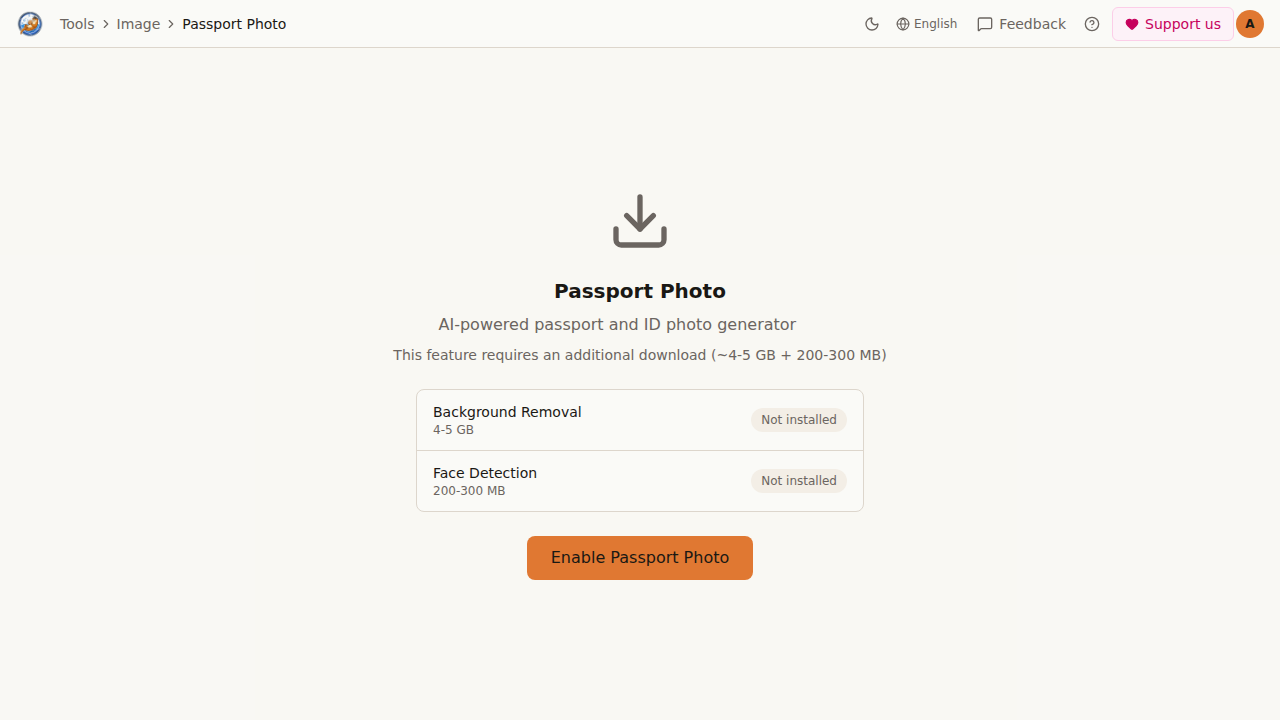 Tools > Image > Passport Photo
English
Feedback
Support us
A
Passport Photo
AI-powered passport and ID photo generator
This feature requires an additional download (~4-5 GB + 200-300 MB)
Background Removal
4-5 GB
Not installed
Face Detection
200-300 MB
Not installed
Enable Passport Photo